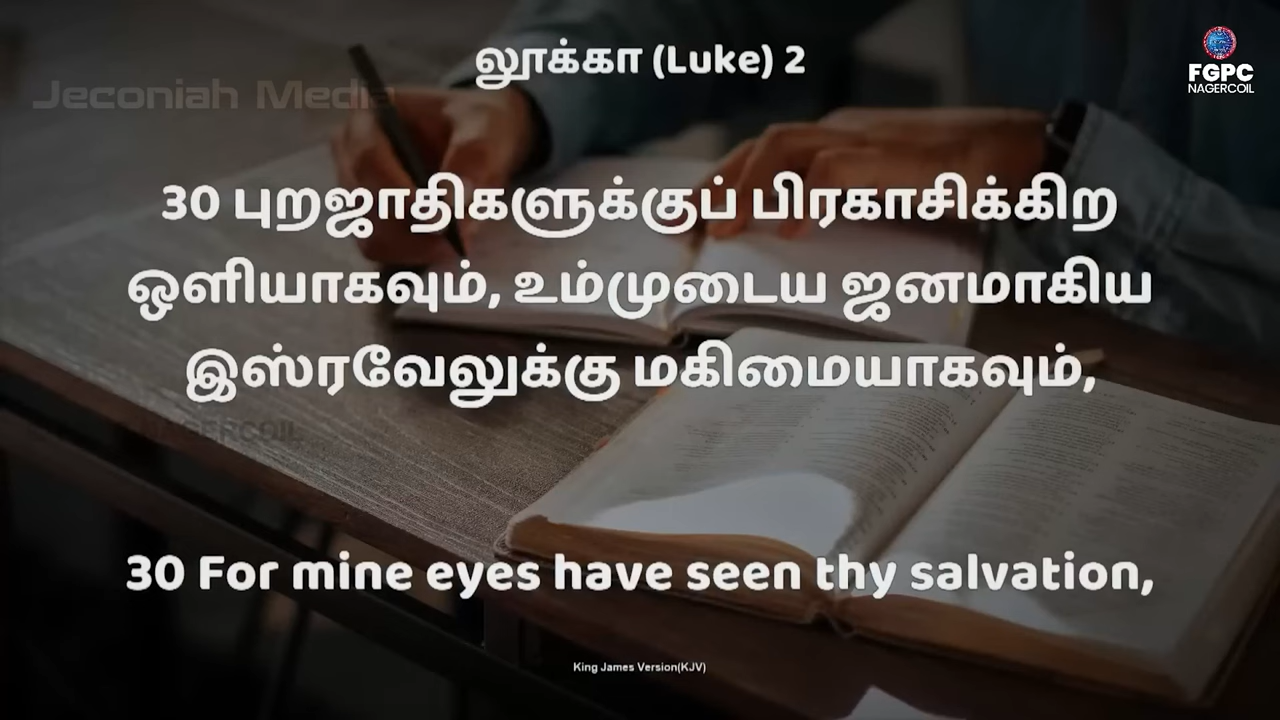 லூக்கா (Luke) 2
Jeconiah Media
FGPC
NAGERCOIL
30 புறஜாதிகளுக்குப் பிரகாசிக்கிற
ஒளியாகவும், உம்முடைய ஜனமாகிய
இஸ்ரவேலுக்கு மகிமையாகவும்,
NAGERCOIL
30 For mine eyes have seen thy salvation,
King James Version(KJV)